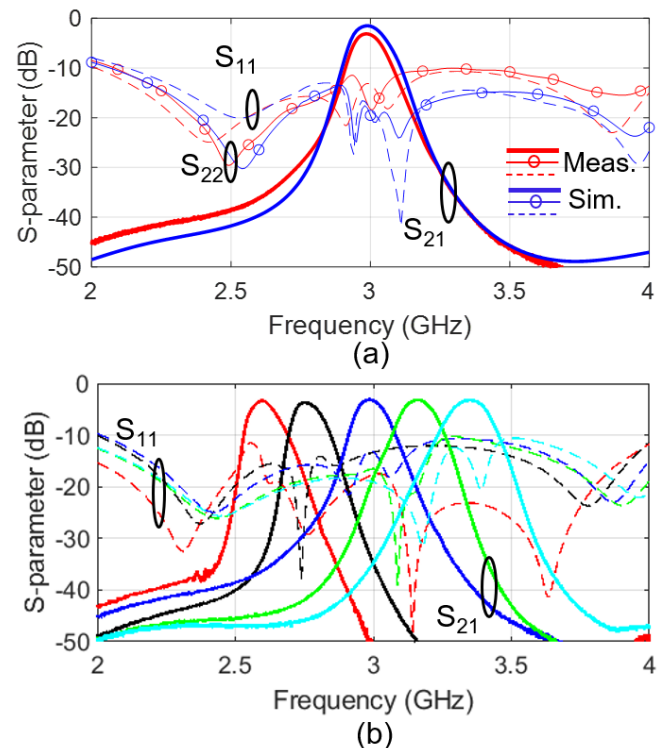 0
-10
-20
-30
-40
-50
S-parameter (dB)
S11
S22
S21
Meas.
Sim.
2
2.5
3
3.5
4
Frequency (GHz)
(a)
0
-10
-20
-30
-40
-50
S-parameter (dB)
S11
S21
2
2.5
3
3.5
4
Frequency (GHz)
(b)